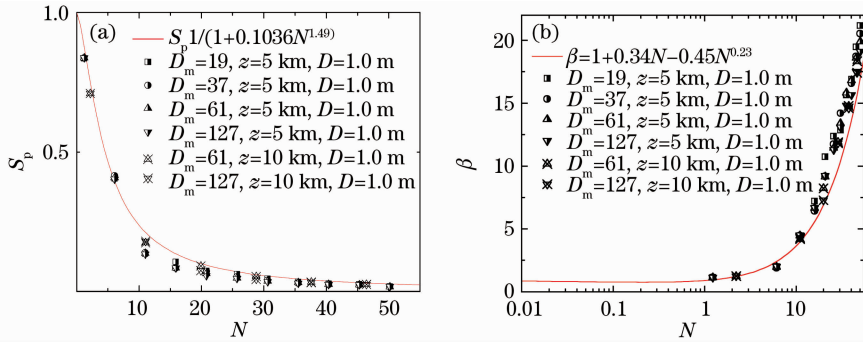 (a)
S_p 1/(1+0.1036N^1.49)
D_m=19, z=5 km, D=1.0 m
D_m=37, z=5 km, D=1.0 m
D_m=61, z=5 km, D=1.0 m
D_m=127, z=5 km, D=1.0 m
D_m=61, z=10 km, D=1.0 m
D_m=127, z=10 km, D=1.0 m
1.0
0.5
S_p
10 20 30 40 50
N
(b)
β=1+0.34N−0.45N^0.23
D_m=19, z=5 km, D=1.0 m
D_m=37, z=5 km, D=1.0 m
D_m=61, z=5 km, D=1.0 m
D_m=127, z=5 km, D=1.0 m
D_m=61, z=10 km, D=1.0 m
D_m=127, z=10 km, D=1.0 m
20
15
10
5
0
β
0.01 0.1 1 10
N